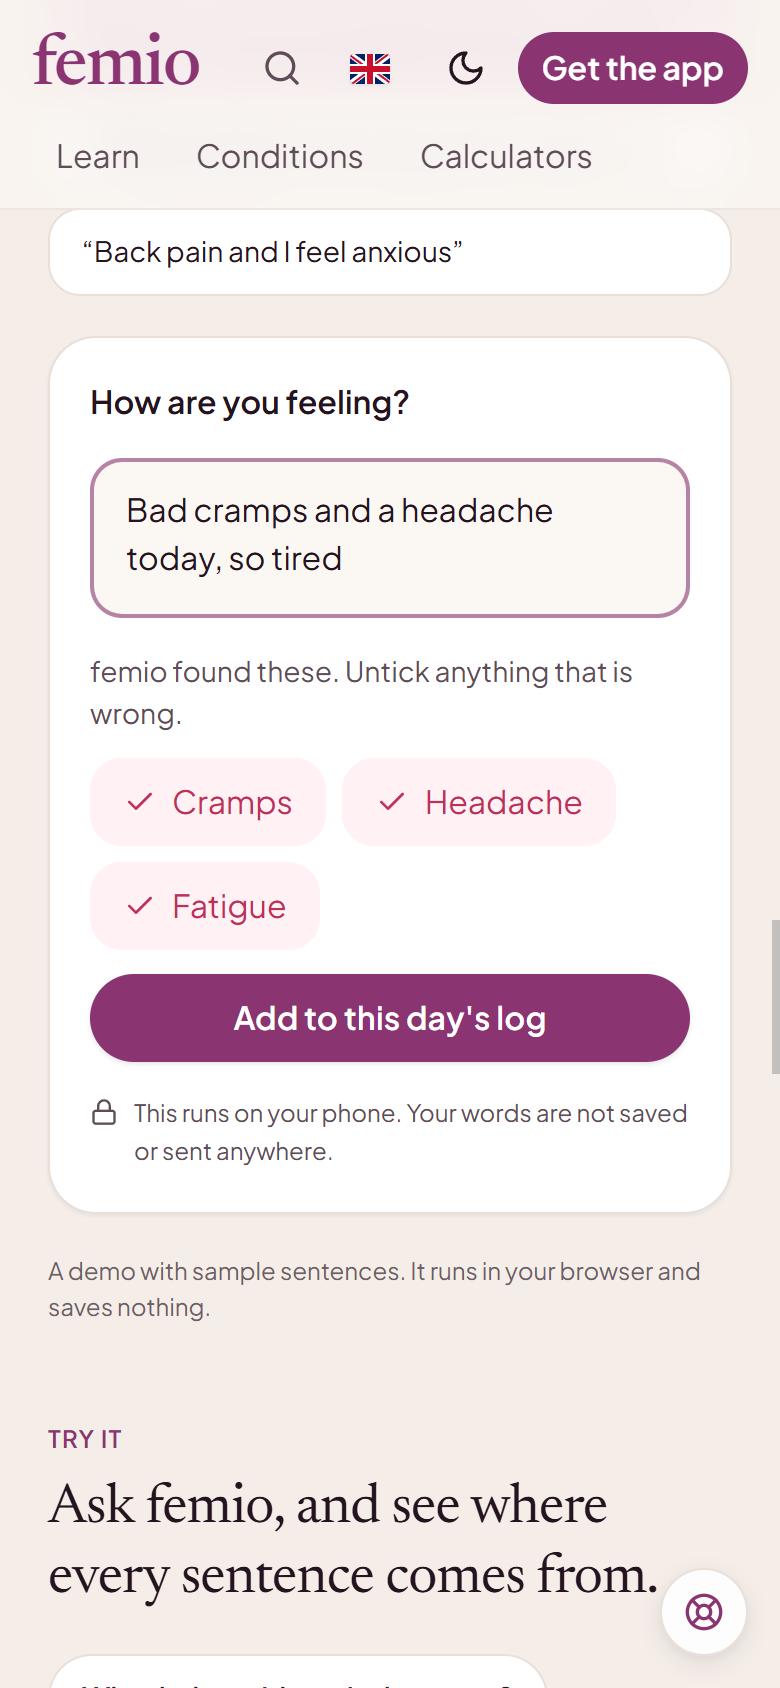 femio
Get the app
Learn Conditions Calculators
“Back pain and I feel anxious”
How are you feeling?
Bad cramps and a headache
today, so tired
femio found these. Untick anything that is
wrong.
Cramps Headache
Fatigue
Add to this day's log
This runs on your phone. Your words are not saved
or sent anywhere.
A demo with sample sentences. It runs in your browser and
saves nothing.
TRY IT
Ask femio, and see where
every sentence comes from.